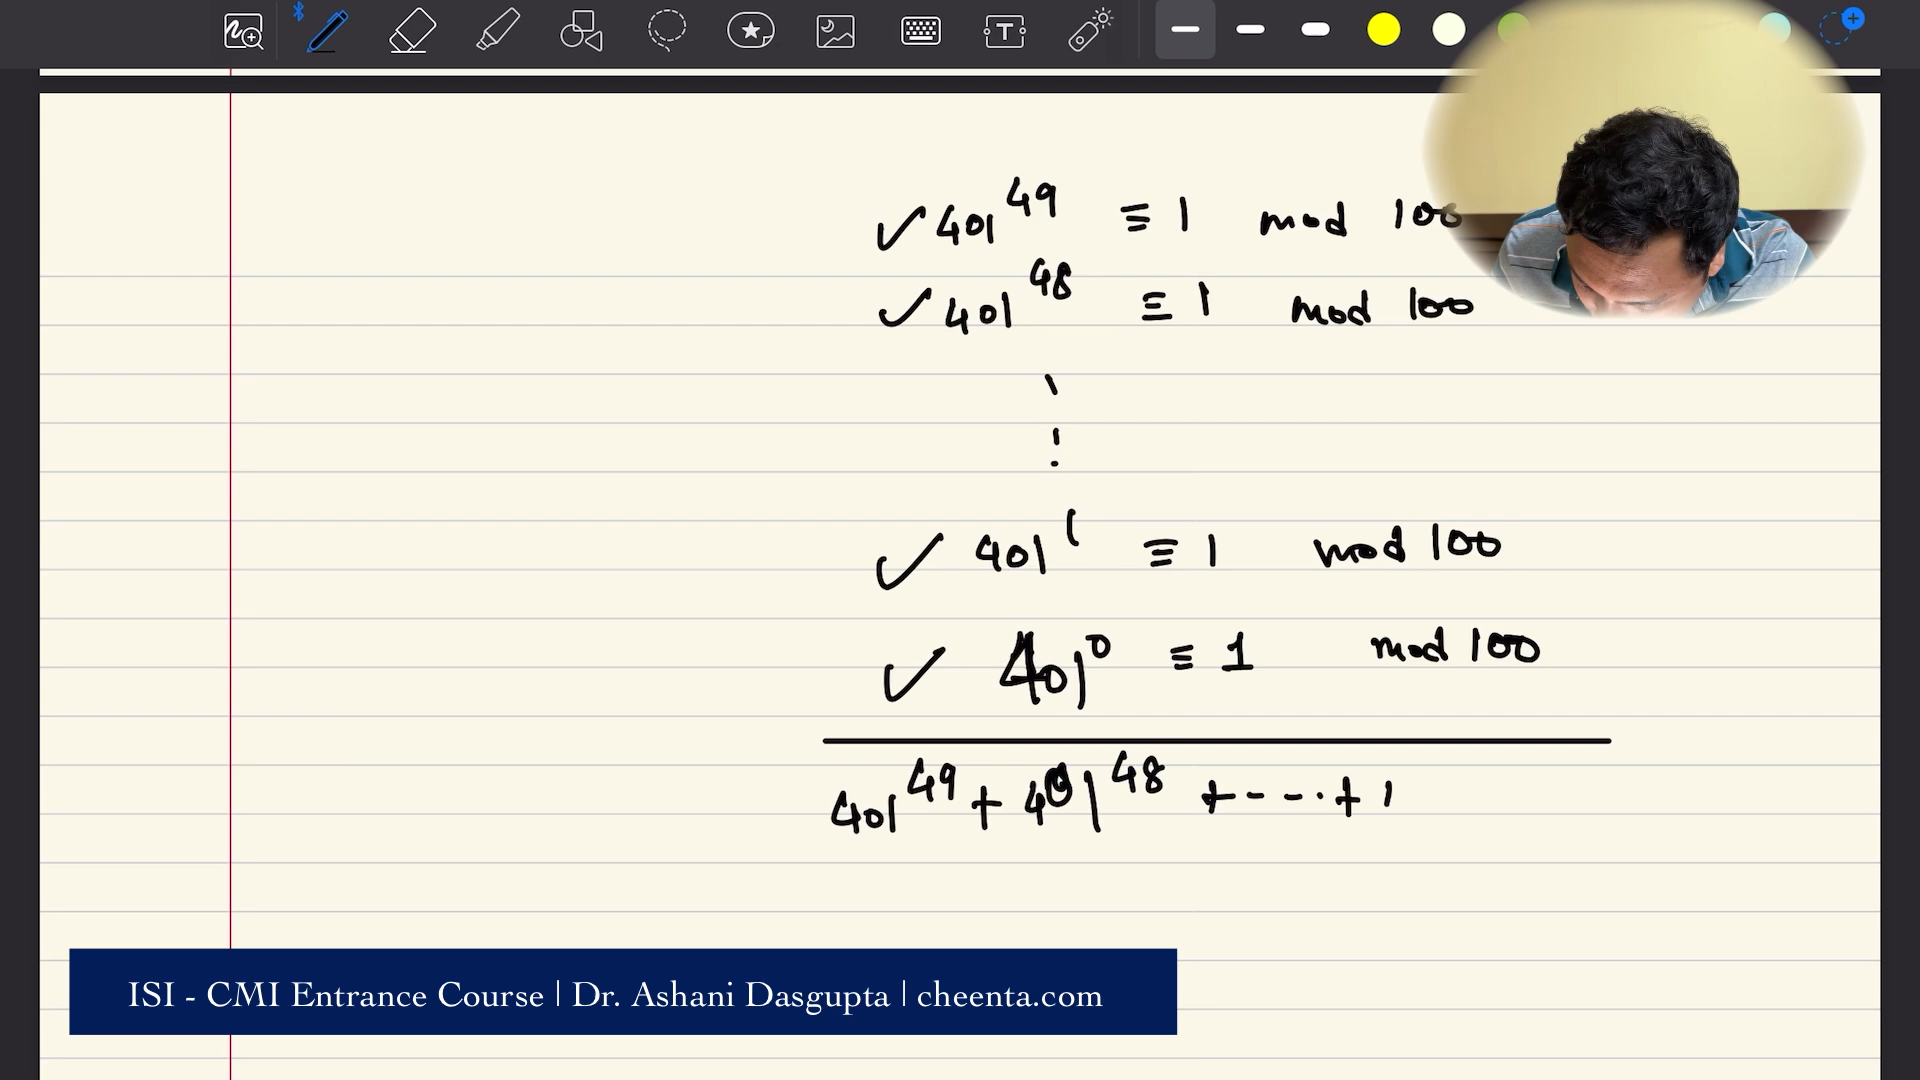 ✓ 401^49 ≡ 1 mod 100
✓ 401^48 ≡ 1 mod 100
✓ 401^1 ≡ 1 mod 100
✓ 401^0 ≡ 1 mod 100
401^49 + 401^48 + --- + 1
ISI - CMI Entrance Course | Dr. Ashani Dasgupta | cheenta.com